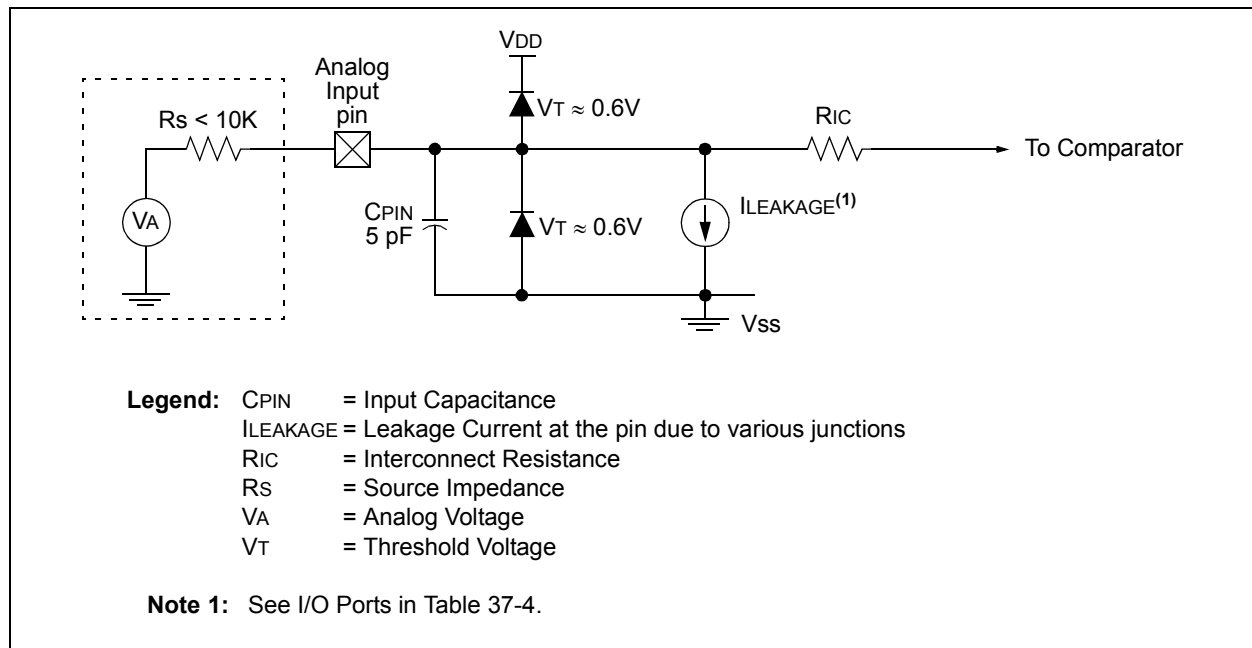 VDD
Analog
Input
pin
Rs < 10K
VT ≈ 0.6V
RIC
To Comparator
VA
CPIN
5 pF
VT ≈ 0.6V
ILEAKAGE(1)
Vss
Legend: CPIN = Input Capacitance
ILEAKAGE = Leakage Current at the pin due to various junctions
RIC = Interconnect Resistance
RS = Source Impedance
VA = Analog Voltage
VT = Threshold Voltage
Note 1: See I/O Ports in Table 37-4.